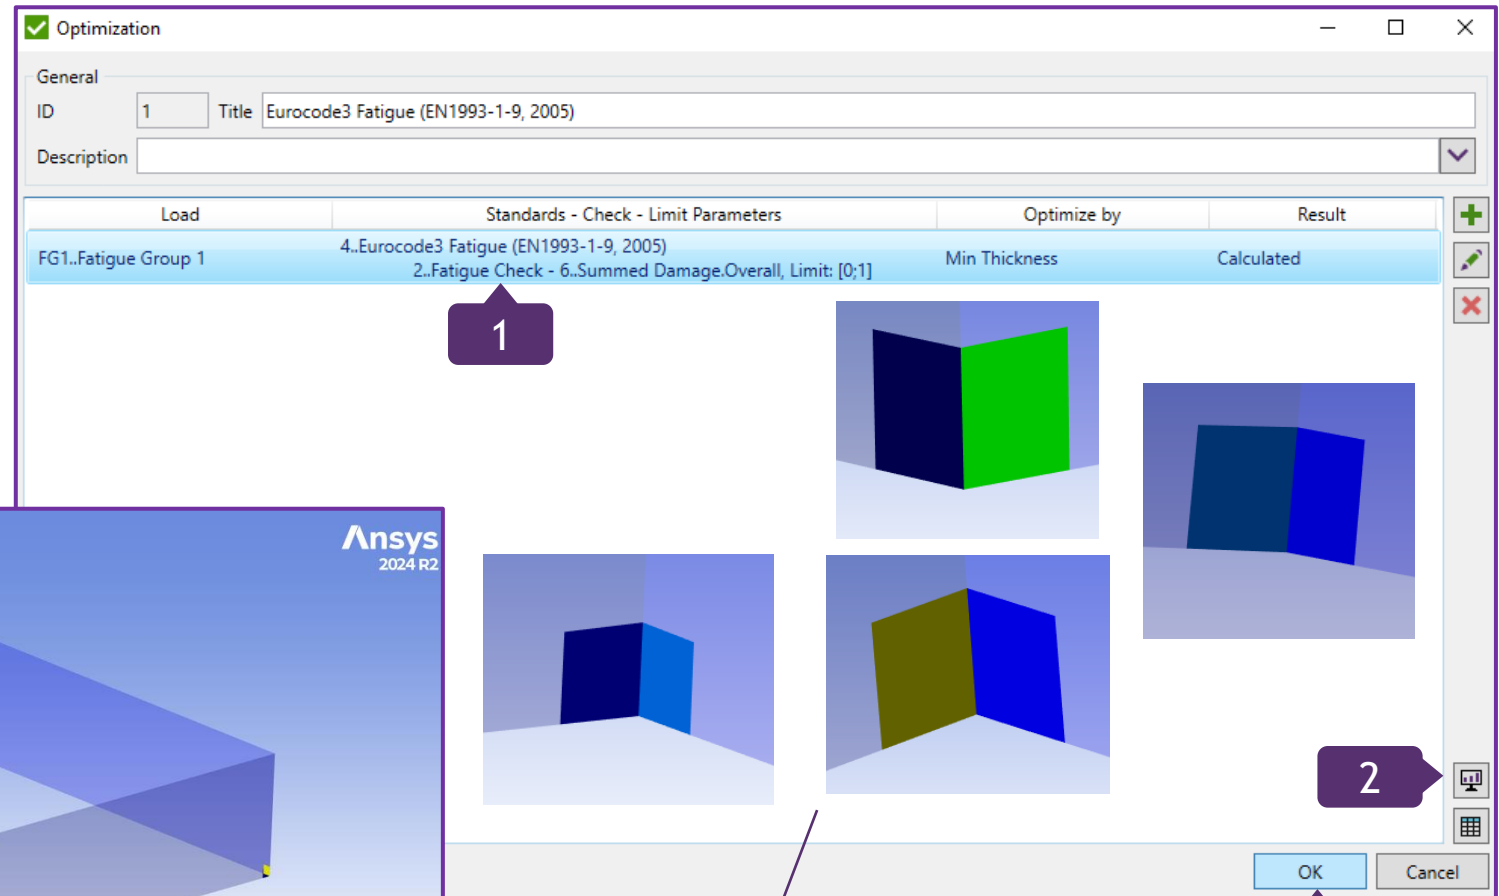 Optimization
General
ID 1 Title Eurocode3 Fatigue (EN1993-1-9, 2005)
Description
Load Standards - Check - Limit Parameters Optimize by Result
FG1..Fatigue Group 1 4..Eurocode3 Fatigue (EN1993-1-9, 2005) Min Thickness Calculated
2..Fatigue Check - 6..Summed Damage.Overall, Limit: [0;1]
1
Ansys
2024 R2
2
OK Cancel